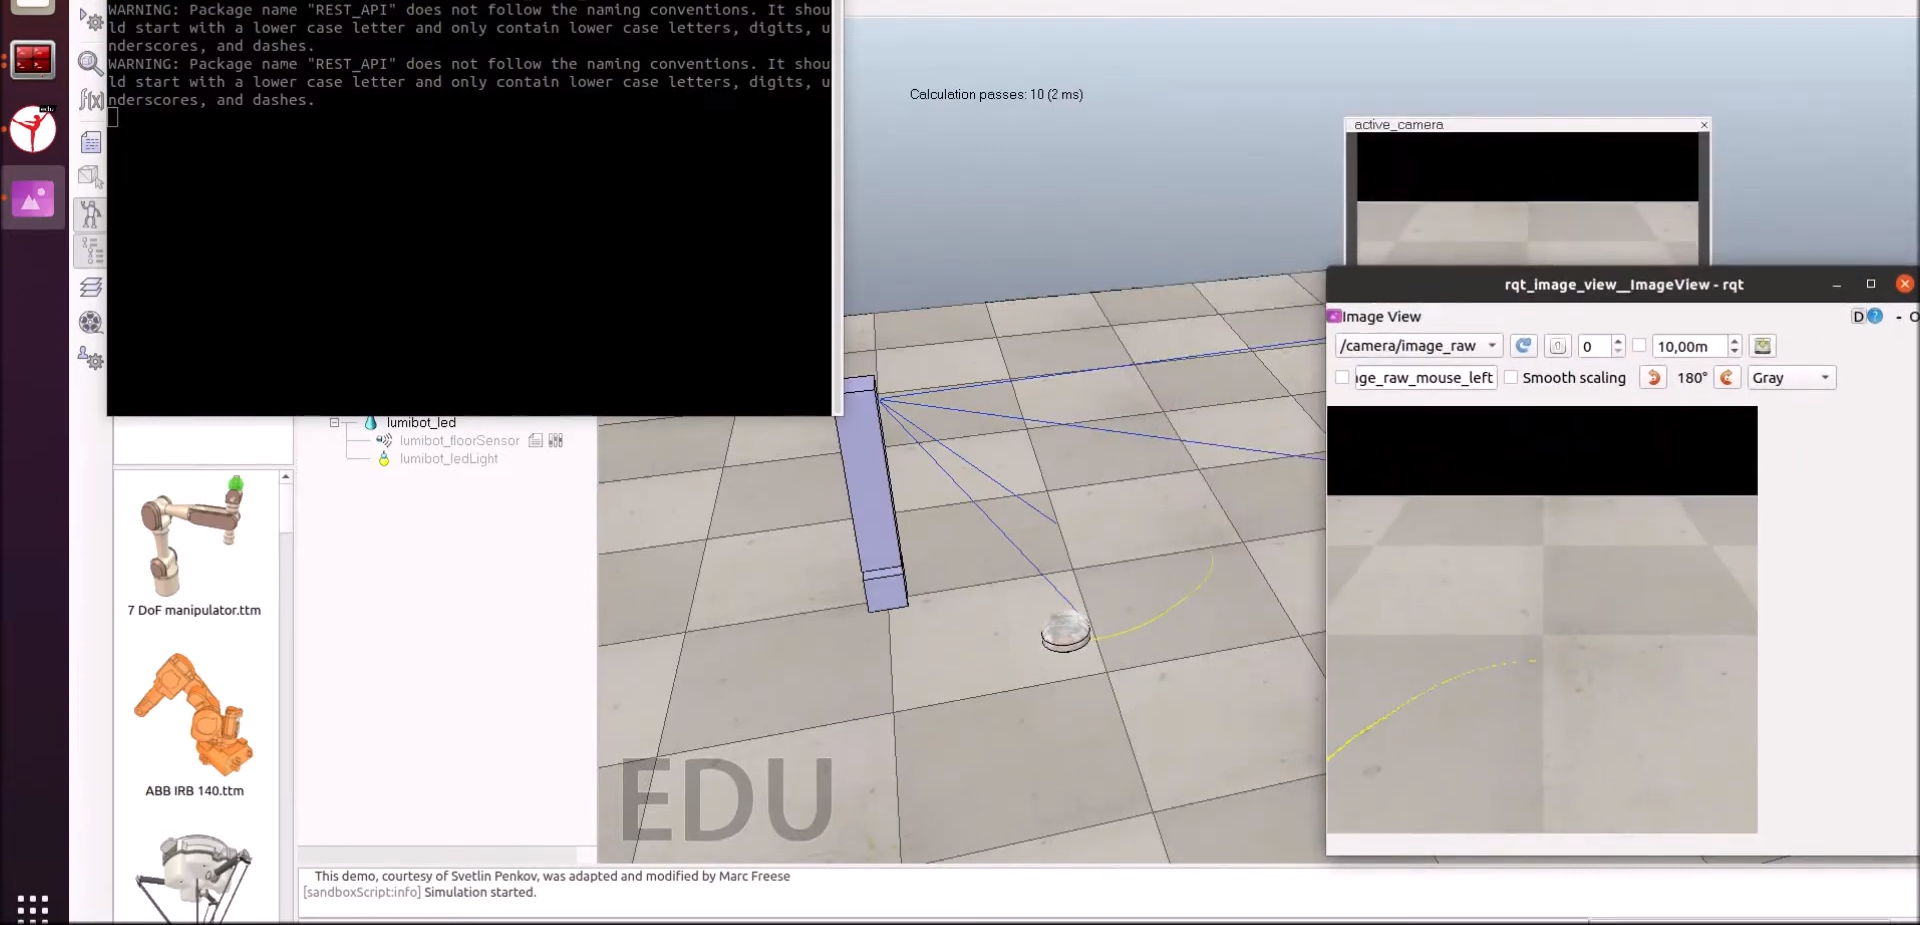 WARNING: Package name "REST_API" does not follow the naming conventions. It shou
ld start with a lower case letter and only contain lower case letters, digits, u
nderscores, and dashes.
WARNING: Package name "REST_API" does not follow the naming conventions. It shou
ld start with a lower case letter and only contain lower case letters, digits, u
nderscores, and dashes.
edu
f(x)
Calculation passes: 10 (2 ms)
active_camera
rqt_image_view__ImageView - rqt
Image View
D
- O
/camera/image_raw
0
10,00m
ge_raw_mouse_left
Smooth scaling
180°
Gray
lumibot_led
lumibot_floorSensor
lumibot_ledLight
7 DoF manipulator.ttm
ABB IRB 140.ttm
EDU
This demo, courtesy of Svetlin Penkov, was adapted and modified by Marc Freese
[sandboxScript:info] Simulation started.